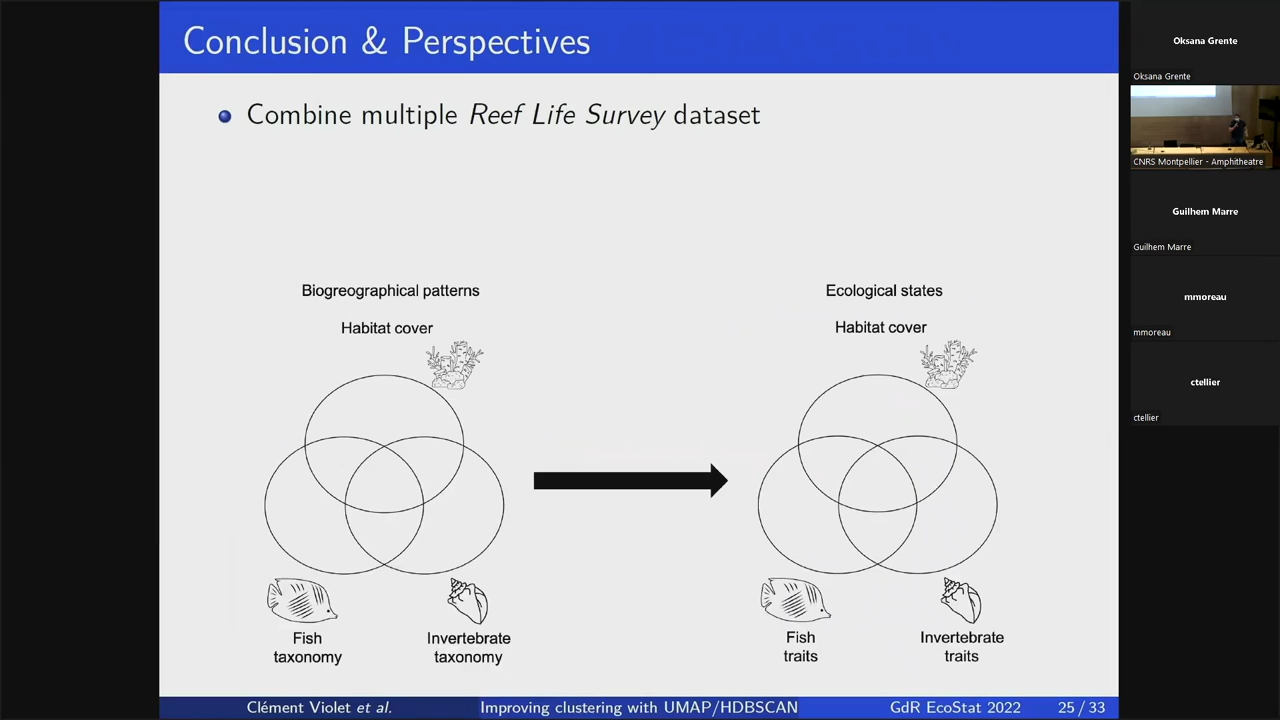 Conclusion & Perspectives
Combine multiple Reef Life Survey dataset
Biogreographical patterns
Habitat cover
Fish
taxonomy
Invertebrate
taxonomy
Ecological states
Habitat cover
Fish
traits
Invertebrate
traits
Clément Violet et al.
Improving clustering with UMAP/HDBSCAN
GdR EcoStat 2022
25 / 33
Oksana Grente
Oksana Grente
CNRS Montpellier - Amphitheatre
Guilhem Marre
Guilhem Marre
mmoreau
mmoreau
ctellier
ctellier